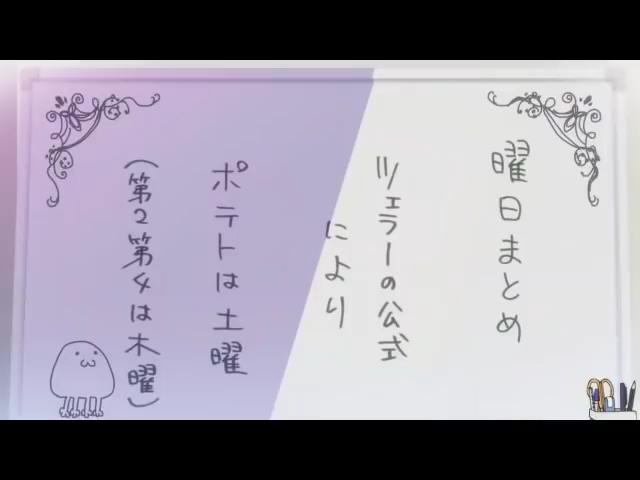 曜日まとめ
ツェラーの公式
により
ポテトは土曜
(第2第4は木曜)